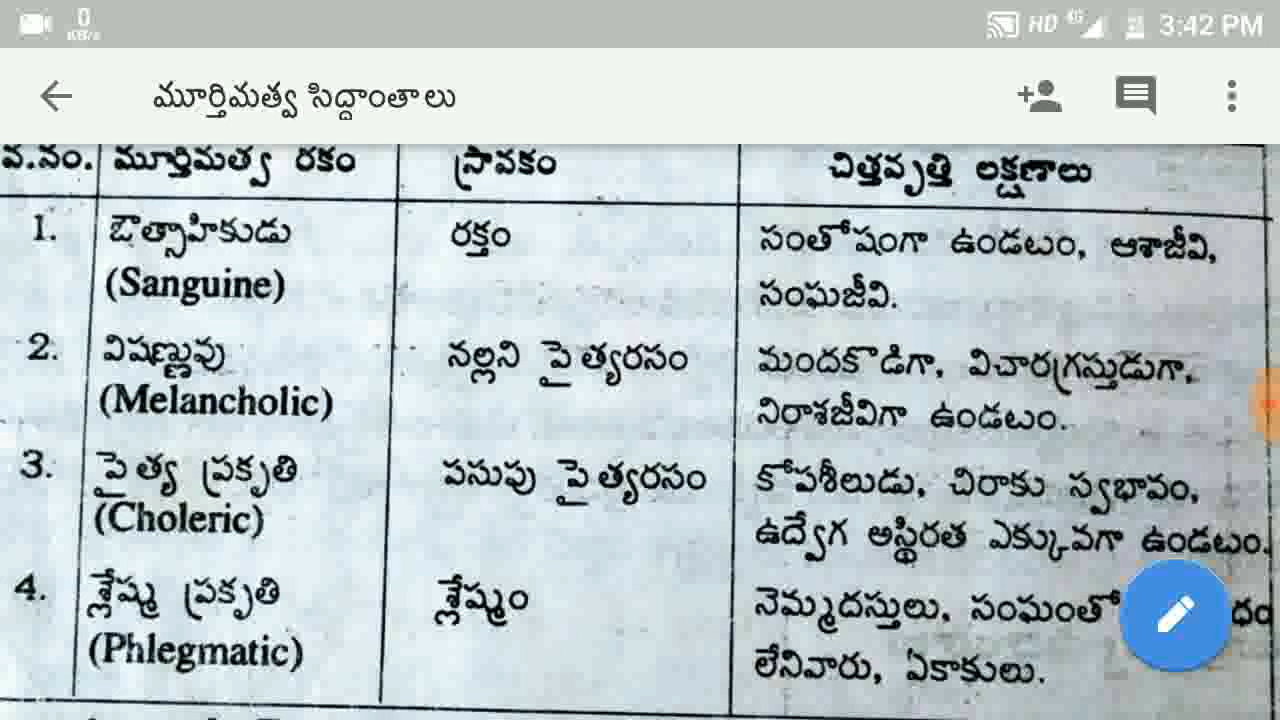 0
KB/s
HD 4G 3:42 PM
మూర్తిమత్వ సిద్ధాంతాలు
వ.నం. మూర్తిమత్వ రకం స్రావకం చిత్తవృత్తి లక్షణాలు
1. ఔత్సాహికుడు రక్తం సంతోషంగా ఉండటం, ఆశాజీవి,
(Sanguine) సంఘజీవి.
2. విషణ్ణువు నల్లని పైత్యరసం మందకొడిగా, విచారగ్రస్తుడుగా,
(Melancholic) నిరాశజీవిగా ఉండటం.
3. పైత్య ప్రకృతి పసుపు పైత్యరసం కోపశీలుడు, చిరాకు స్వభావం,
(Choleric) ఉద్వేగ అస్థిరత ఎక్కువగా ఉండటం.
4. శ్లేష్మ ప్రకృతి శ్లేష్మం నెమ్మదస్తులు, సంఘంతో
(Phlegmatic) లేనివారు, ఏకాకులు.